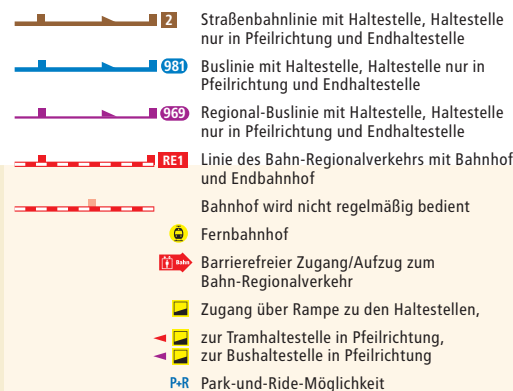 2 Straßenbahnlinie mit Haltestelle, Haltestelle
nur in Pfeilrichtung und Endhaltestelle
981 Buslinie mit Haltestelle, Haltestelle nur in
Pfeilrichtung und Endhaltestelle
969 Regional-Buslinie mit Haltestelle, Haltestelle
nur in Pfeilrichtung und Endhaltestelle
RE1 Linie des Bahn-Regionalverkehrs mit Bahnhof
und Endbahnhof
Bahnhof wird nicht regelmäßig bedient
Fernbahnhof
Bahn Barrierefreier Zugang/Aufzug zum
Bahn-Regionalverkehr
Zugang über Rampe zu den Haltestellen,
zur Tramhaltestelle in Pfeilrichtung,
zur Bushaltestelle in Pfeilrichtung
P+R Park-und-Ride-Möglichkeit